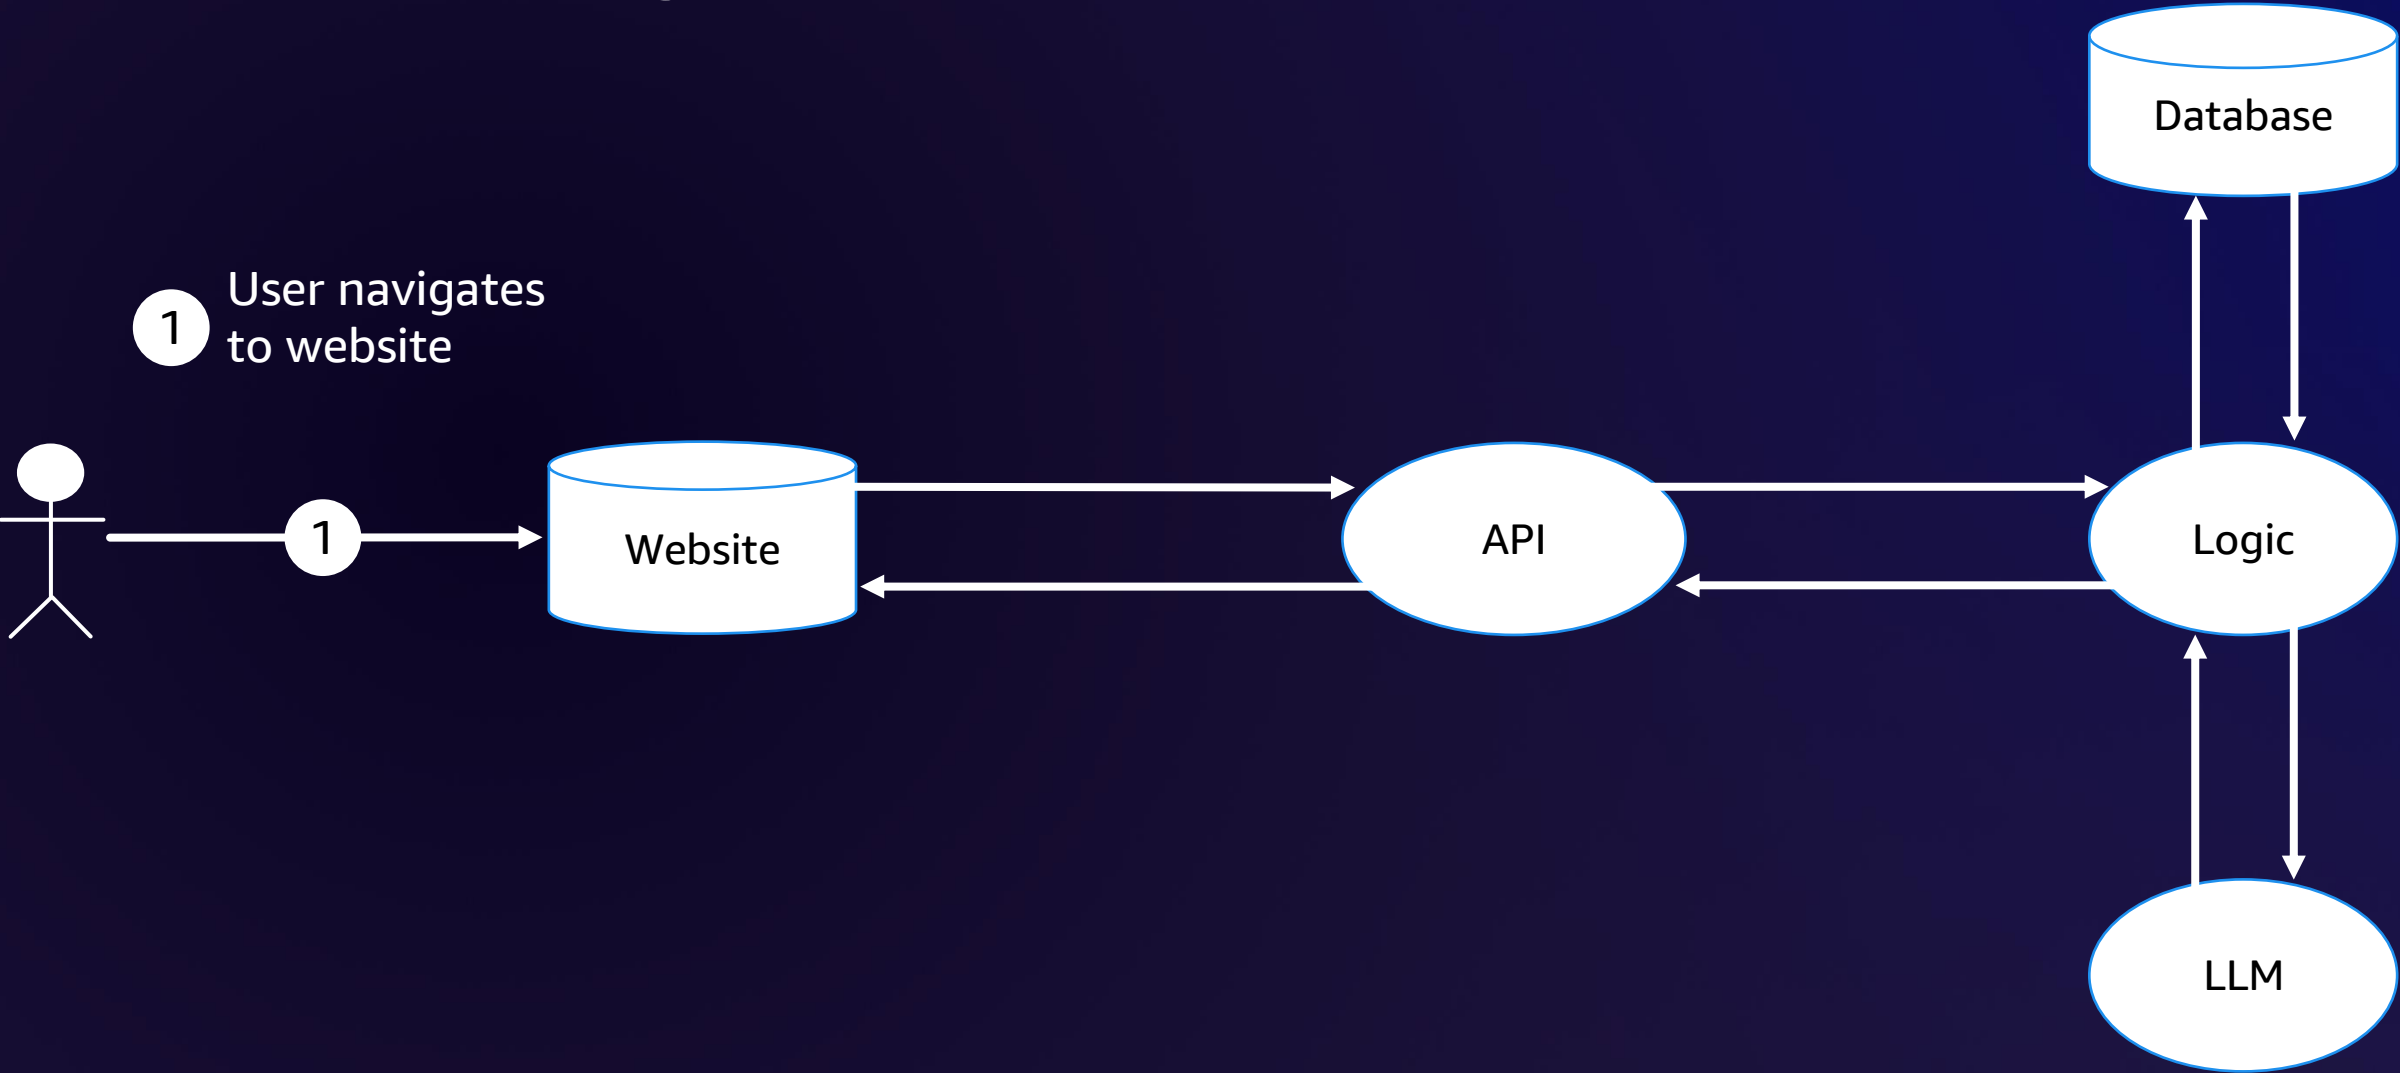 Database
1
User navigates
to website
1
Website
API
Logic
LLM